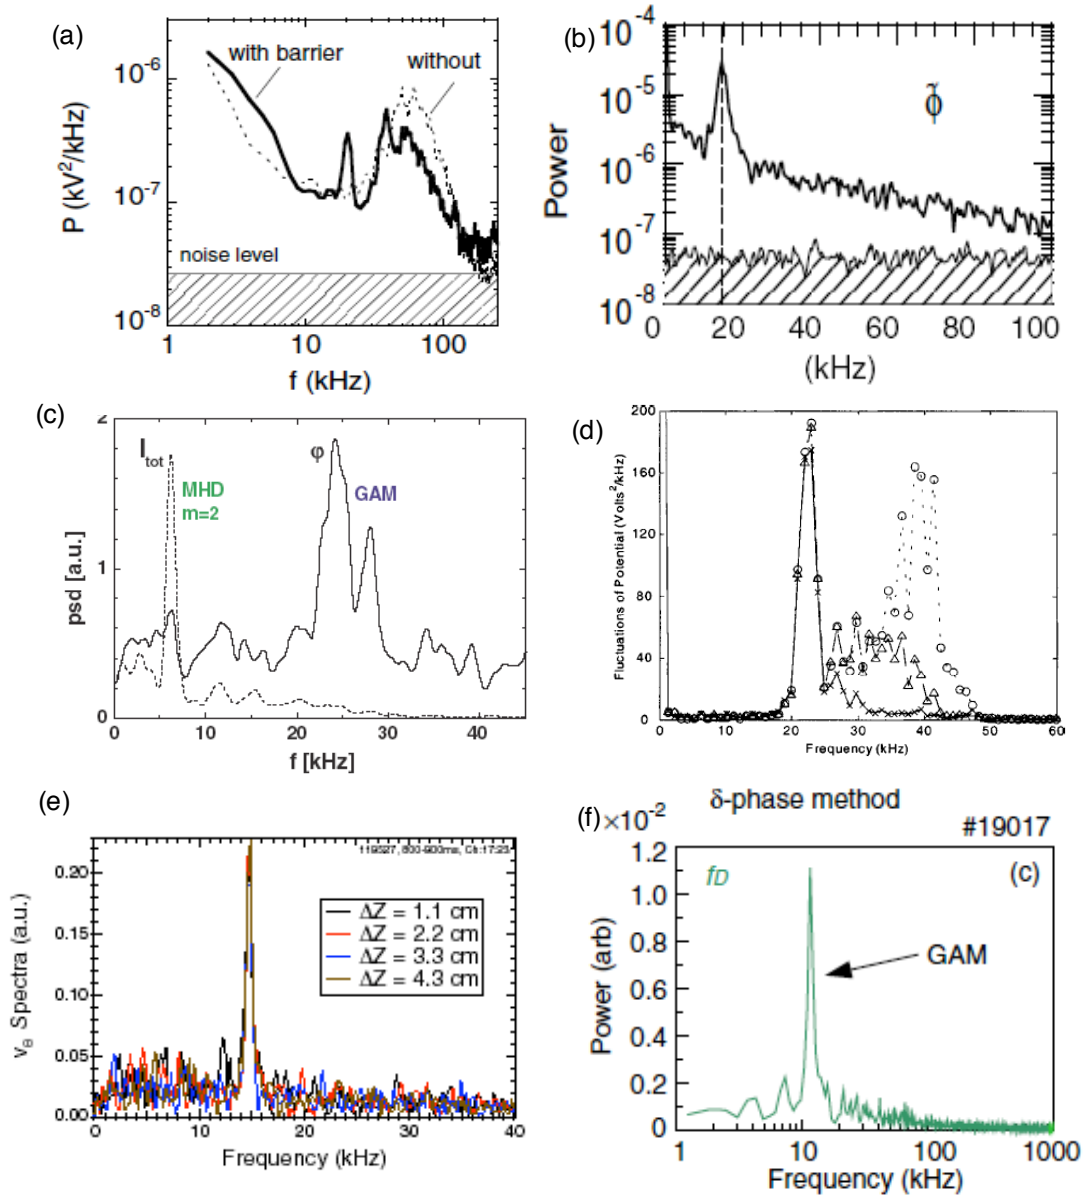 (a)
10-6
10-7
10-8
P (kV2/kHz)
with barrier
without
noise level
1
10
100
f (kHz)
(b)
10-4
10-5
10-6
10-7
10-8
Power
ϕ̃
0
20
40
60
80
100
(kHz)
(c)
2
1
0
psd [a.u.]
Itot
MHD
m=2
φ
GAM
0
10
20
30
40
f [kHz]
(d)
200
160
120
80
40
0
Fluctuations of Potential (Volts2/kHz)
0
10
20
30
40
50
60
Frequency (kHz)
(e)
0.20
0.15
0.10
0.05
0.00
vθ Spectra (a.u.)
ΔZ = 1.1 cm
ΔZ = 2.2 cm
ΔZ = 3.3 cm
ΔZ = 4.3 cm
0
10
20
30
40
Frequency (kHz)
(f)
δ-phase method
×10-2
#19017
1.2
1.0
0.8
0.6
0.4
0.2
0
Power (arb)
fD
(c)
GAM
1
10
100
1000
Frequency (kHz)